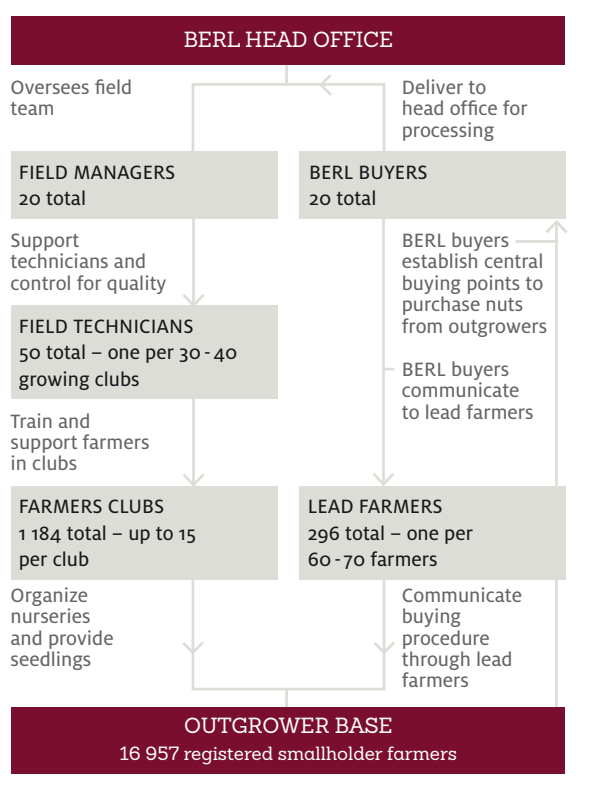 BERL HEAD OFFICE
Oversees field
team
Deliver to
head office for
processing
FIELD MANAGERS
20 total
BERL BUYERS
20 total
Support
technicians and
control for quality
BERL buyers
establish central
buying points to
purchase nuts
from outgrowers
FIELD TECHNICIANS
50 total – one per 30 - 40
growing clubs
BERL buyers
communicate
to lead farmers
Train and
support farmers
in clubs
FARMERS CLUBS
1 184 total – up to 15
per club
LEAD FARMERS
296 total – one per
60 - 70 farmers
Organize
nurseries
and provide
seedlings
Communicate
buying
procedure
through lead
farmers
OUTGROWER BASE
16 957 registered smallholder farmers